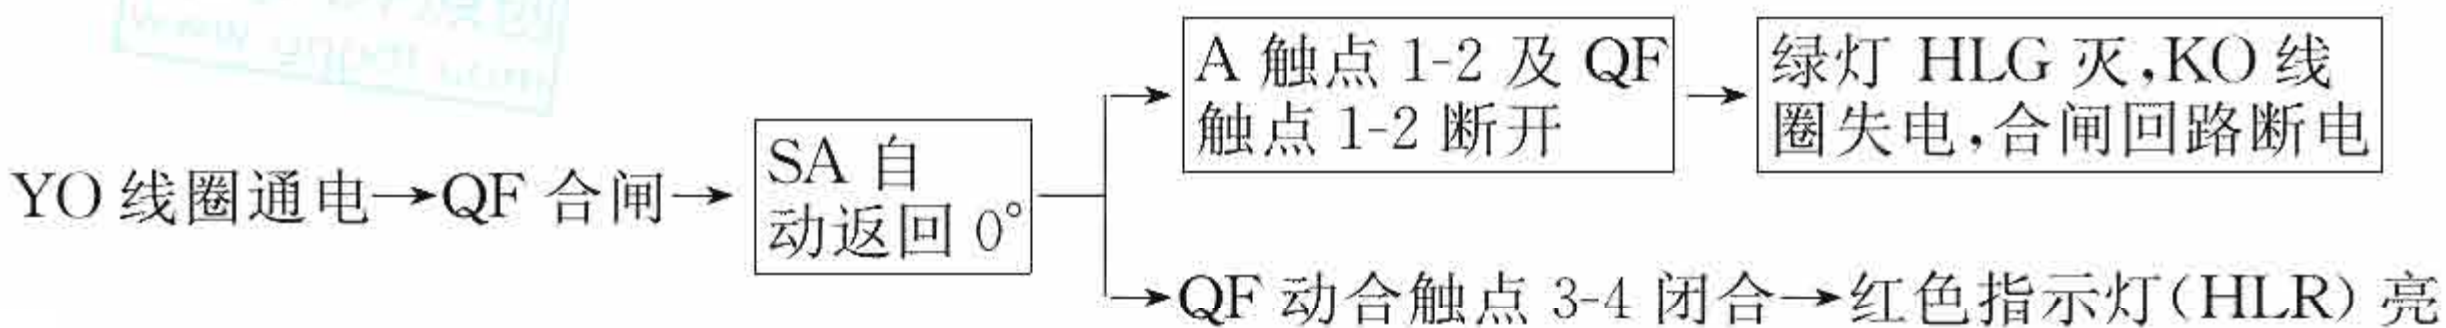 YO 线圈通电→QF 合闸→
SA 自
动返回 0°
A 触点 1-2 及 QF
触点 1-2 断开
→
绿灯 HLG 灭,KO 线
圈失电,合闸回路断电
→QF 动合触点 3-4 闭合→红色指示灯(HLR) 亮